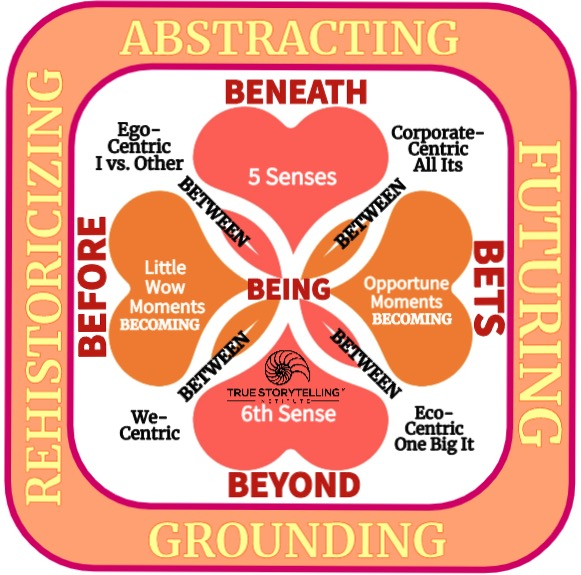 ABSTRACTING
BENEATH
Ego-
Centric
I vs. Other
Corporate-
Centric
All Its
5 Senses
BETWEEN
BETWEEN
REHISTORICIZING
BEFORE
Little
Wow
Moments
BECOMING
BEING
Opportune
Moments
BECOMING
BETS
FUTURING
BETWEEN
BETWEEN
TRUE STORYTELLING
INSTITUTE
6th Sense
We-
Centric
Eco-
Centric
One Big It
BEYOND
GROUNDING